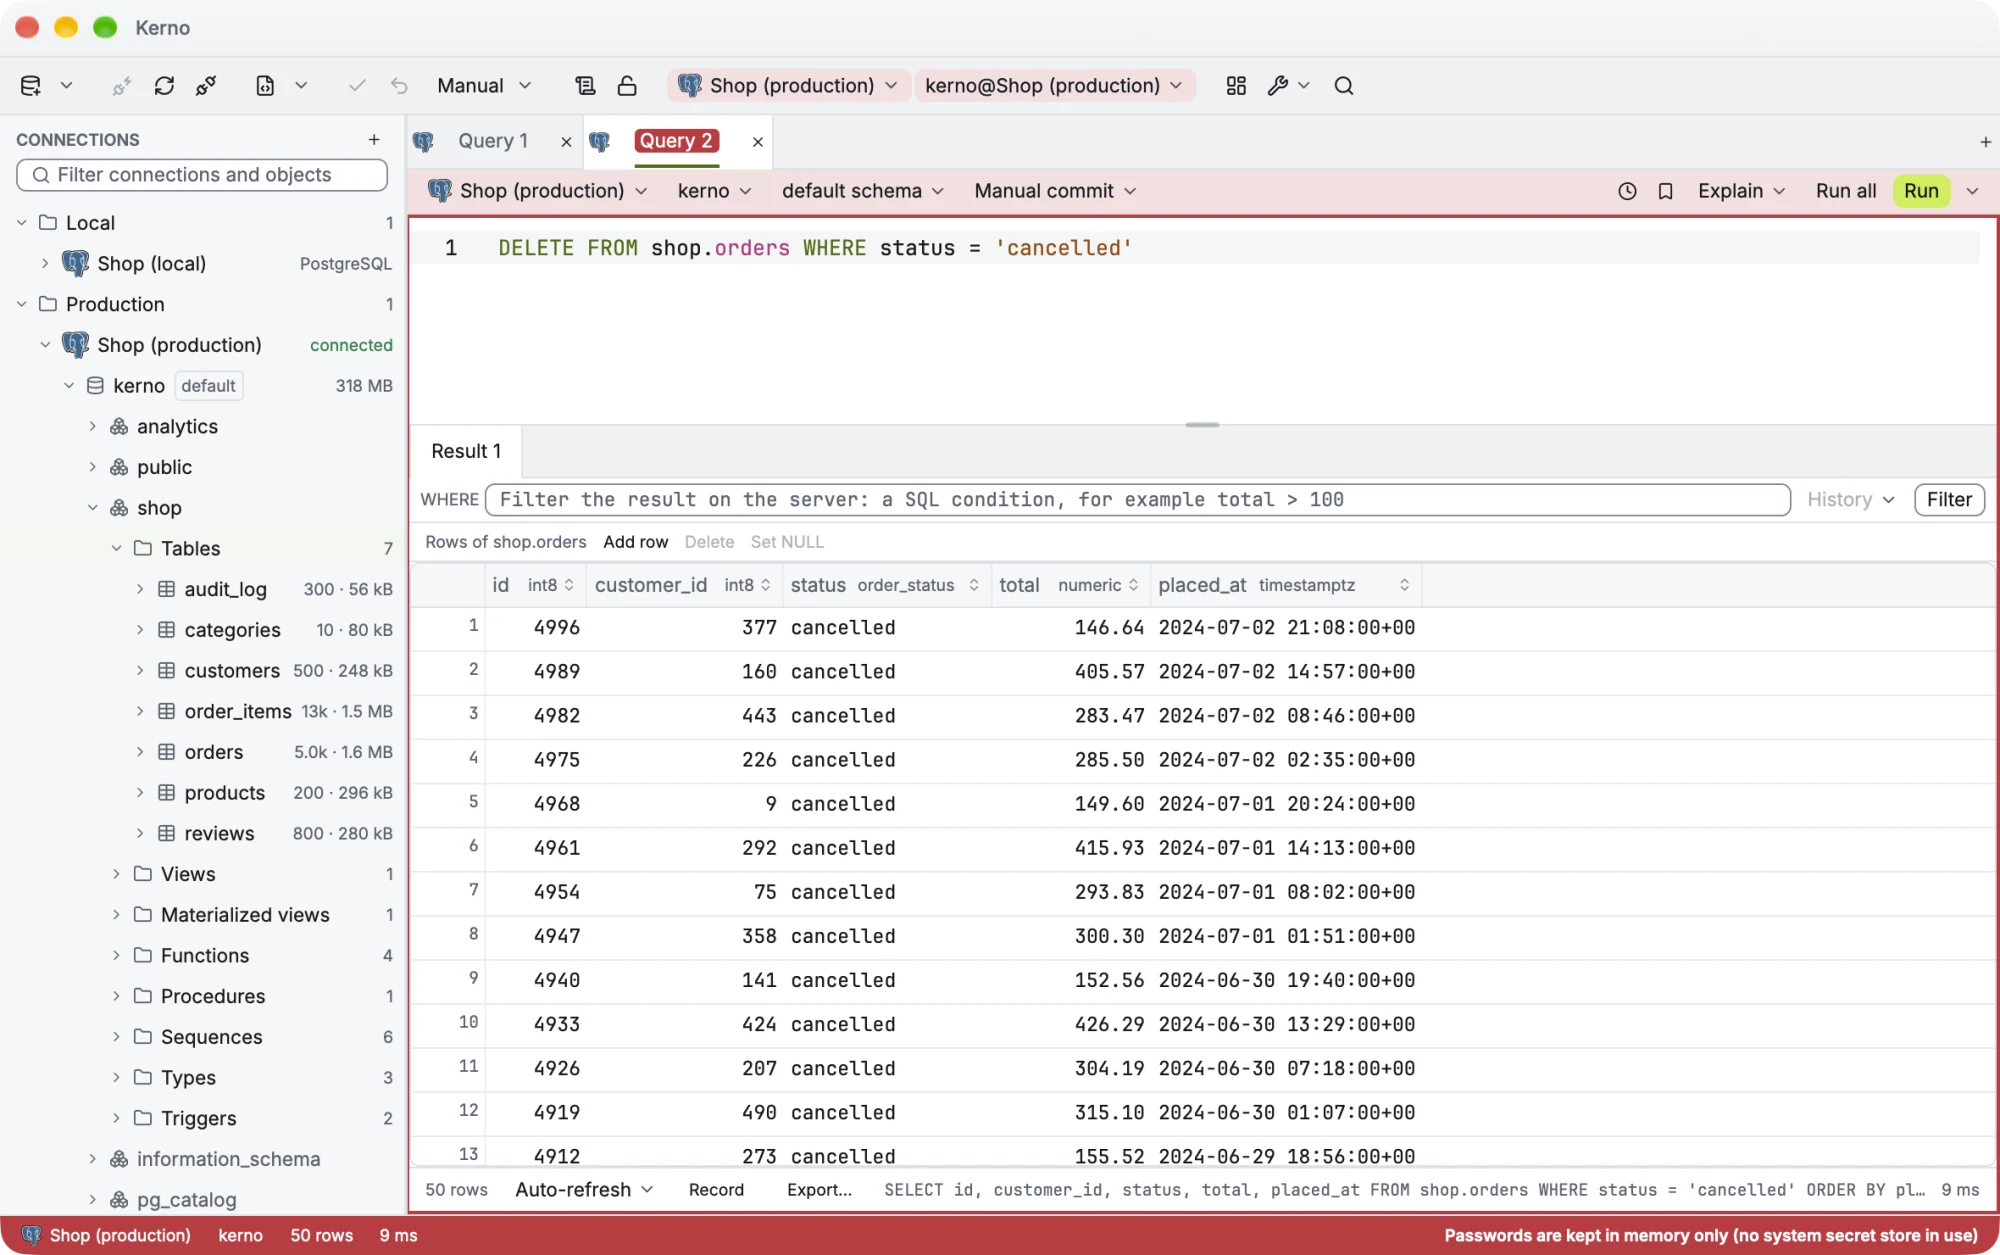 Kerno
Manual
Shop (production)
kerno@Shop (production)
CONNECTIONS
Filter connections and objects
Local 1
Shop (local) PostgreSQL
Production 1
Shop (production) connected
kerno default 318 MB
analytics
public
shop
Tables 7
audit_log 300 · 56 kB
categories 10 · 80 kB
customers 500 · 248 kB
order_items 13k · 1.5 MB
orders 5.0k · 1.6 MB
products 200 · 296 kB
reviews 800 · 280 kB
Views 1
Materialized views 1
Functions 4
Procedures 1
Sequences 6
Types 3
Triggers 2
information_schema
pg_catalog
Query 1
Query 2
Shop (production) kerno default schema Manual commit Explain Run all Run
1 DELETE FROM shop.orders WHERE status = 'cancelled'
Result 1
WHERE Filter the result on the server: a SQL condition, for example total > 100 History Filter
Rows of shop.orders Add row Delete Set NULL
id int8 customer_id int8 status order_status total numeric placed_at timestamptz
1 4996 377 cancelled 146.64 2024-07-02 21:08:00+00
2 4989 160 cancelled 405.57 2024-07-02 14:57:00+00
3 4982 443 cancelled 283.47 2024-07-02 08:46:00+00
4 4975 226 cancelled 285.50 2024-07-02 02:35:00+00
5 4968 9 cancelled 149.60 2024-07-01 20:24:00+00
6 4961 292 cancelled 415.93 2024-07-01 14:13:00+00
7 4954 75 cancelled 293.83 2024-07-01 08:02:00+00
8 4947 358 cancelled 300.30 2024-07-01 01:51:00+00
9 4940 141 cancelled 152.56 2024-06-30 19:40:00+00
10 4933 424 cancelled 426.29 2024-06-30 13:29:00+00
11 4926 207 cancelled 304.19 2024-06-30 07:18:00+00
12 4919 490 cancelled 315.10 2024-06-30 01:07:00+00
13 4912 273 cancelled 155.52 2024-06-29 18:56:00+00
50 rows Auto-refresh Record Export... SELECT id, customer_id, status, total, placed_at FROM shop.orders WHERE status = 'cancelled' ORDER BY pl… 9 ms
Shop (production) kerno 50 rows 9 ms Passwords are kept in memory only (no system secret store in use)